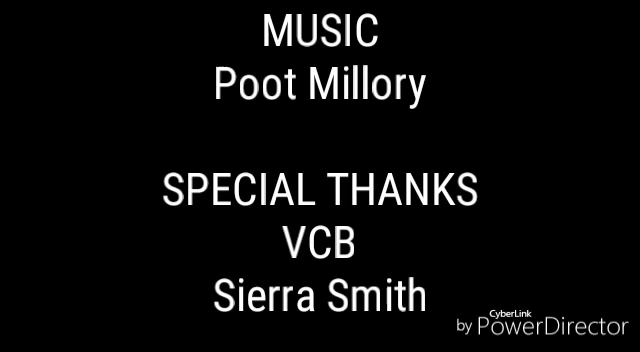 MUSIC
Poot Millory
SPECIAL THANKS
VCB
Sierra Smith
CyberLink
by PowerDirector